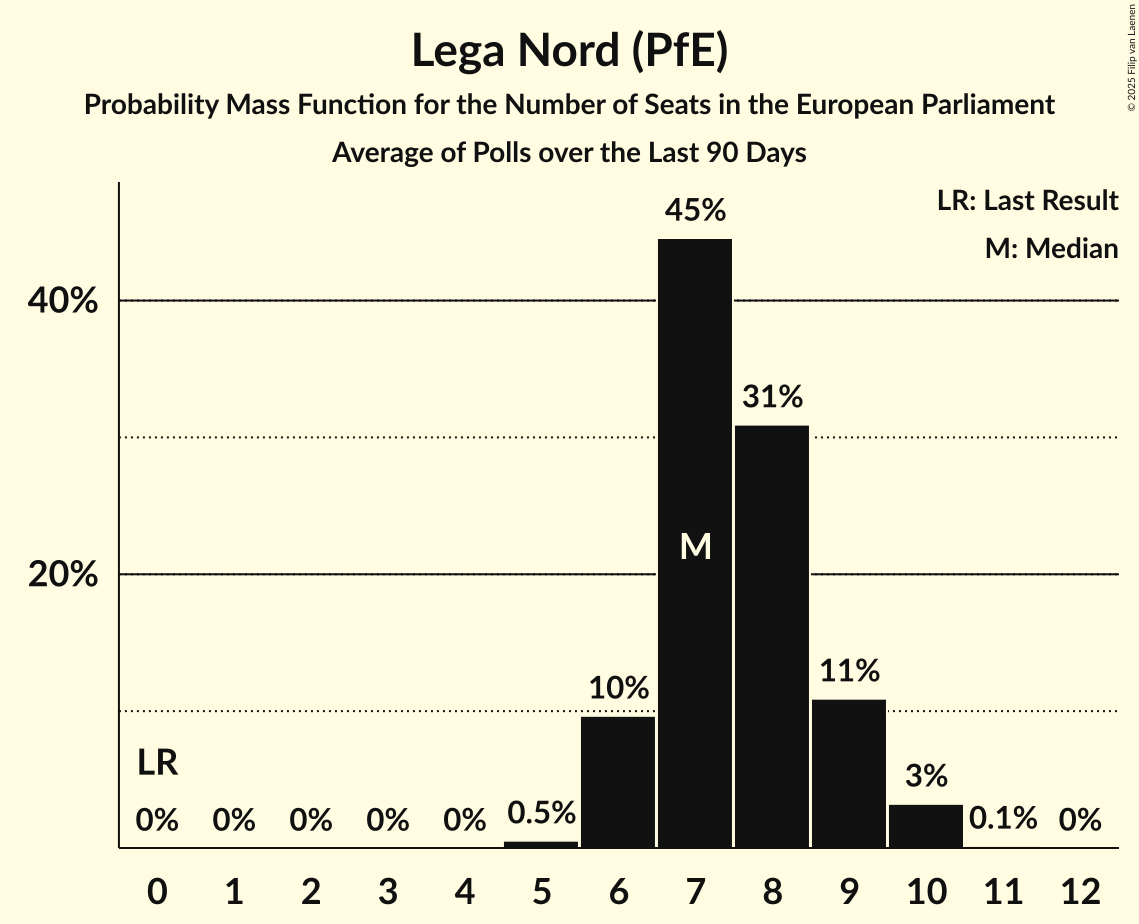 Lega Nord (PfE)
Probability Mass Function for the Number of Seats in the European Parliament
Average of Polls over the Last 90 Days
© 2025 Filip van Laenen
LR: Last Result
M: Median
45%
40%
31%
M
20%
11%
10%
LR
3%
0% 0% 0% 0% 0% 0.5% 0.1% 0%
0 1 2 3 4 5 6 7 8 9 10 11 12